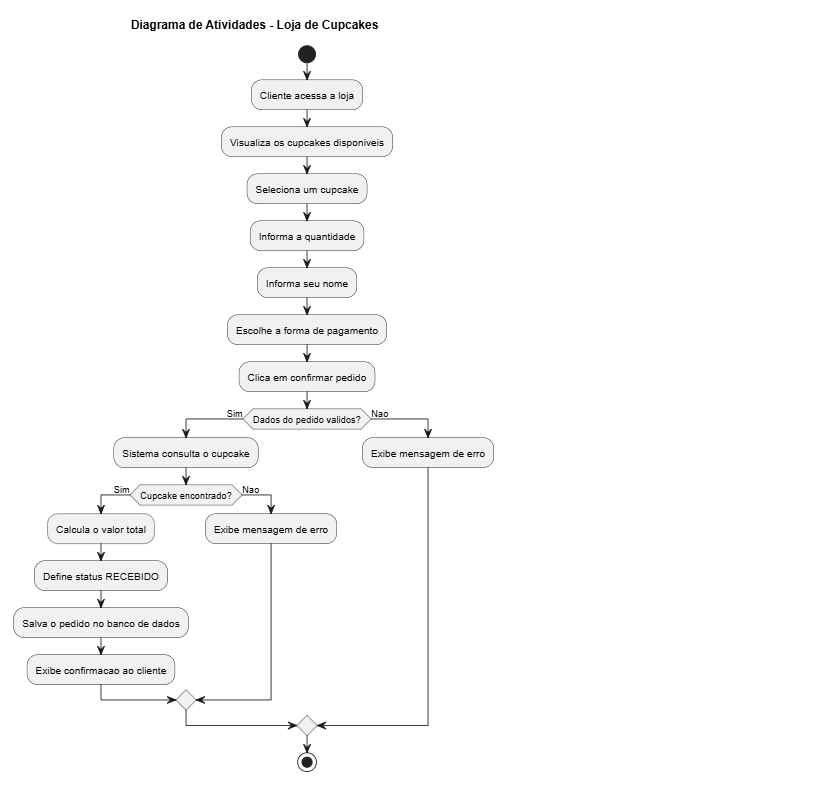 Diagrama de Atividades - Loja de Cupcakes
Cliente acessa a loja
Visualiza os cupcakes disponiveis
Seleciona um cupcake
Informa a quantidade
Informa seu nome
Escolhe a forma de pagamento
Clica em confirmar pedido
Sim
Dados do pedido validos?
Nao
Sistema consulta o cupcake
Exibe mensagem de erro
Sim
Cupcake encontrado?
Nao
Calcula o valor total
Exibe mensagem de erro
Define status RECEBIDO
Salva o pedido no banco de dados
Exibe confirmacao ao cliente